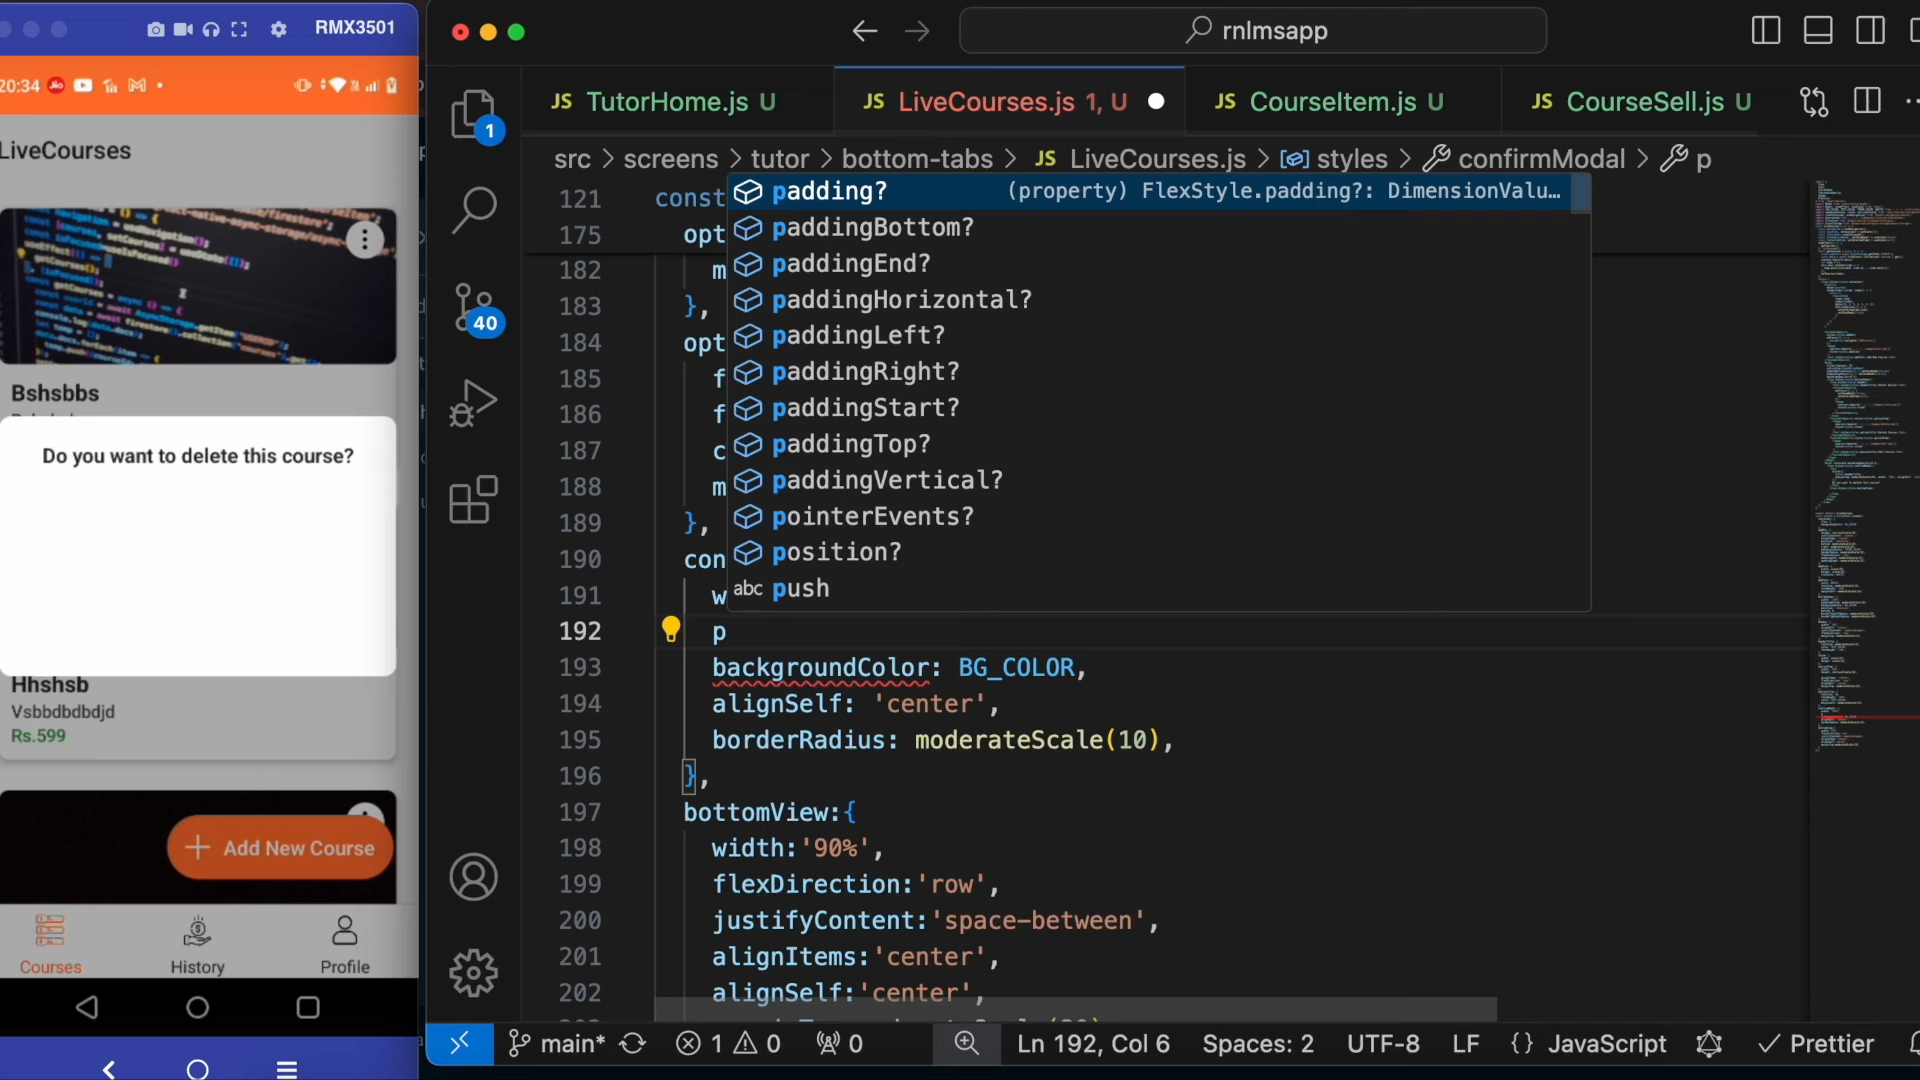 RMX3501
20:34
LiveCourses
Bshsbbs
Do you want to delete this course?
Hhshsb
Vsbbdbdbdjd
Rs.599
Add New Course
Courses
History
Profile
rnlmsapp
JS TutorHome.js U
JS LiveCourses.js 1, U
JS CourseItem.js U
JS CourseSell.js U
src > screens > tutor > bottom-tabs > JS LiveCourses.js > styles > confirmModal > p
1
40
121 const
175 opt
182 m
183 },
184 opt
185 f
186 f
187 c
188 m
189 },
190 con
191 w
192 p
193 backgroundColor: BG_COLOR,
194 alignSelf: 'center',
195 borderRadius: moderateScale(10),
196 },
197 bottomView:{
198 width:'90%',
199 flexDirection:'row',
200 justifyContent:'space-between',
201 alignItems:'center',
202 alignSelf:'center',
padding? (property) FlexStyle.padding?: DimensionValu…
paddingBottom?
paddingEnd?
paddingHorizontal?
paddingLeft?
paddingRight?
paddingStart?
paddingTop?
paddingVertical?
pointerEvents?
position?
abc push
main* 1 0 0 Ln 192, Col 6 Spaces: 2 UTF-8 LF {} JavaScript Prettier